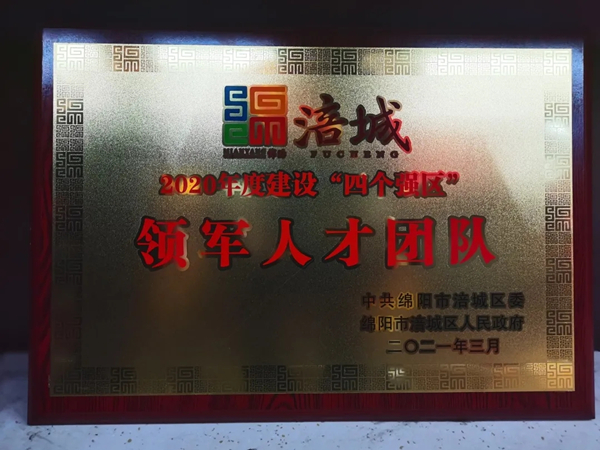 涪城
MIANYANG FUCHENG
2020年度建设“四个强区”
领军人才团队
中共绵阳市涪城区委
绵阳市涪城区人民政府
二〇二一年三月